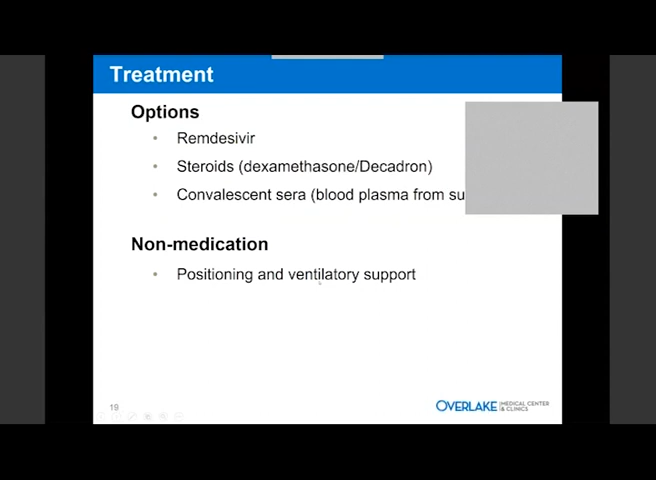 Treatment
Options
• Remdesivir
• Steroids (dexamethasone/Decadron)
• Convalescent sera (blood plasma from su
Non-medication
• Positioning and ventilatory support
19
OVERLAKE MEDICAL CENTER & CLINICS